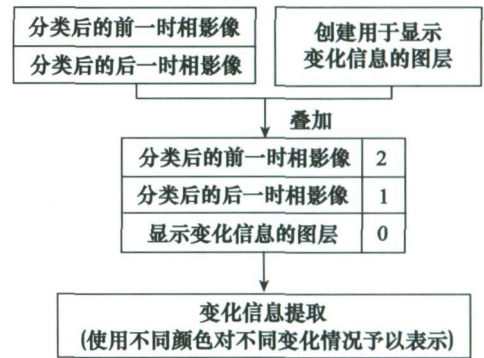 分类后的前一时相影像
分类后的后一时相影像
创建用于显示
变化信息的图层
叠加
分类后的前一时相影像 2
分类后的后一时相影像 1
显示变化信息的图层 0
变化信息提取
(使用不同颜色对不同变化情况予以表示)